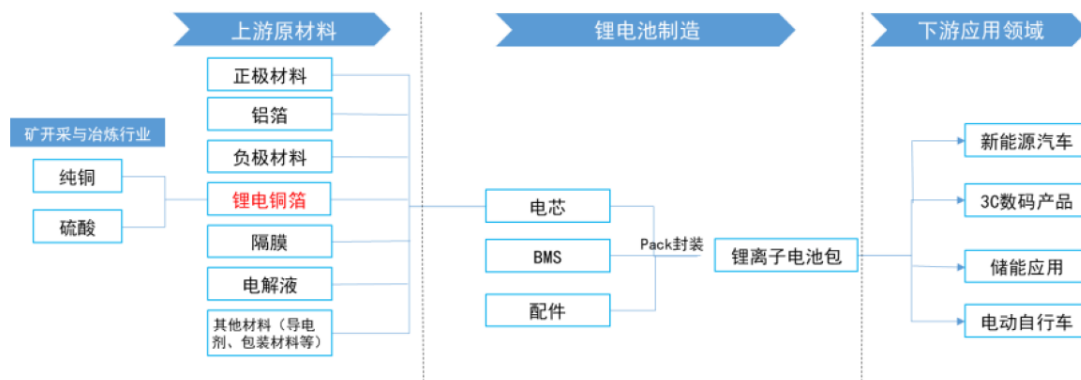 上游原材料
锂电池制造
下游应用领域
矿开采与冶炼行业
纯铜
硫酸
正极材料
铝箔
负极材料
锂电铜箔
隔膜
电解液
其他材料（导电
剂、包装材料等）
电芯
BMS
配件
Pack封装
锂离子电池包
新能源汽车
3C数码产品
储能应用
电动自行车